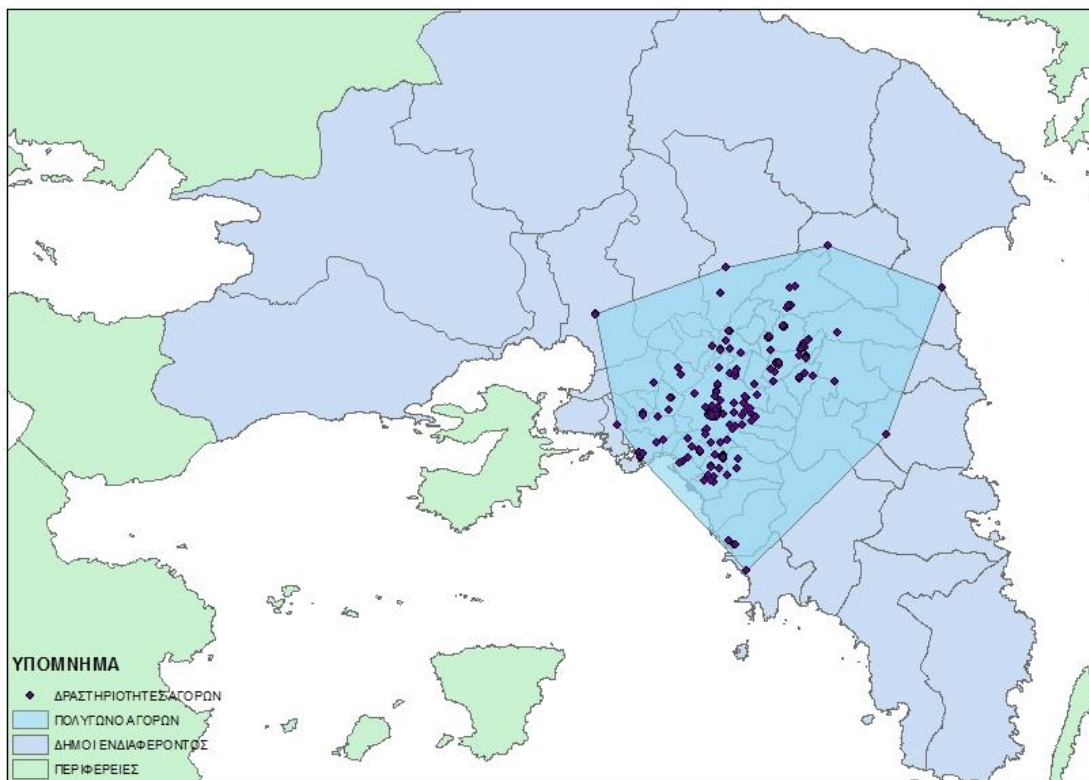 ΥΠΟΜΝΗΜΑ
ΔΡΑΣΤΗΡΙΟΤΗΤΕΣ ΑΓΟΡΩΝ
ΠΟΛΥΓΩΝΟ ΑΓΟΡΩΝ
ΔΗΜΟΙ ΕΝΔΙΑΦΕΡΟΝΤΟΣ
ΠΕΡΙΦΕΡΕΙΕΣ